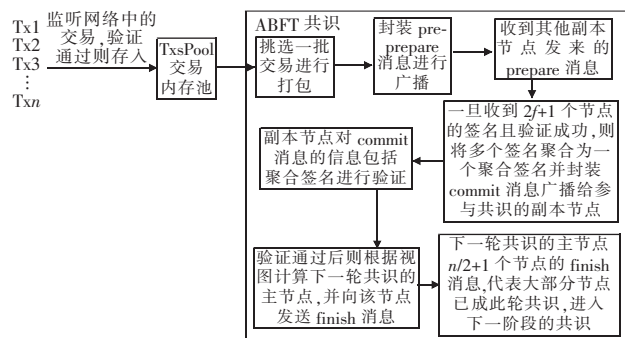 Tx1
Tx2
Tx3
⋮
Txn
监听网络中的
交易,验证
通过则存入
TxsPool
交易
内存池
ABFT 共识
挑选一批
交易进行
打包
封装 pre-
prepare
消息进行
广播
收到其他副本
节点发来的
prepare 消息
一旦收到 2f+1 个节点
的签名且验证成功,则
将多个签名聚合为一
个聚合签名并封装
commit 消息广播给参
与共识的副本节点
副本节点对 commit
消息的信息包括
聚合签名进行验证
验证通过后则根据视
图计算下一轮共识的
主节点,并向该节点
发送 finish 消息
下一轮共识的主节点
n/2+1 个节点的 finish
消息,代表大部分节点
已成此轮共识,进入
下一阶段的共识